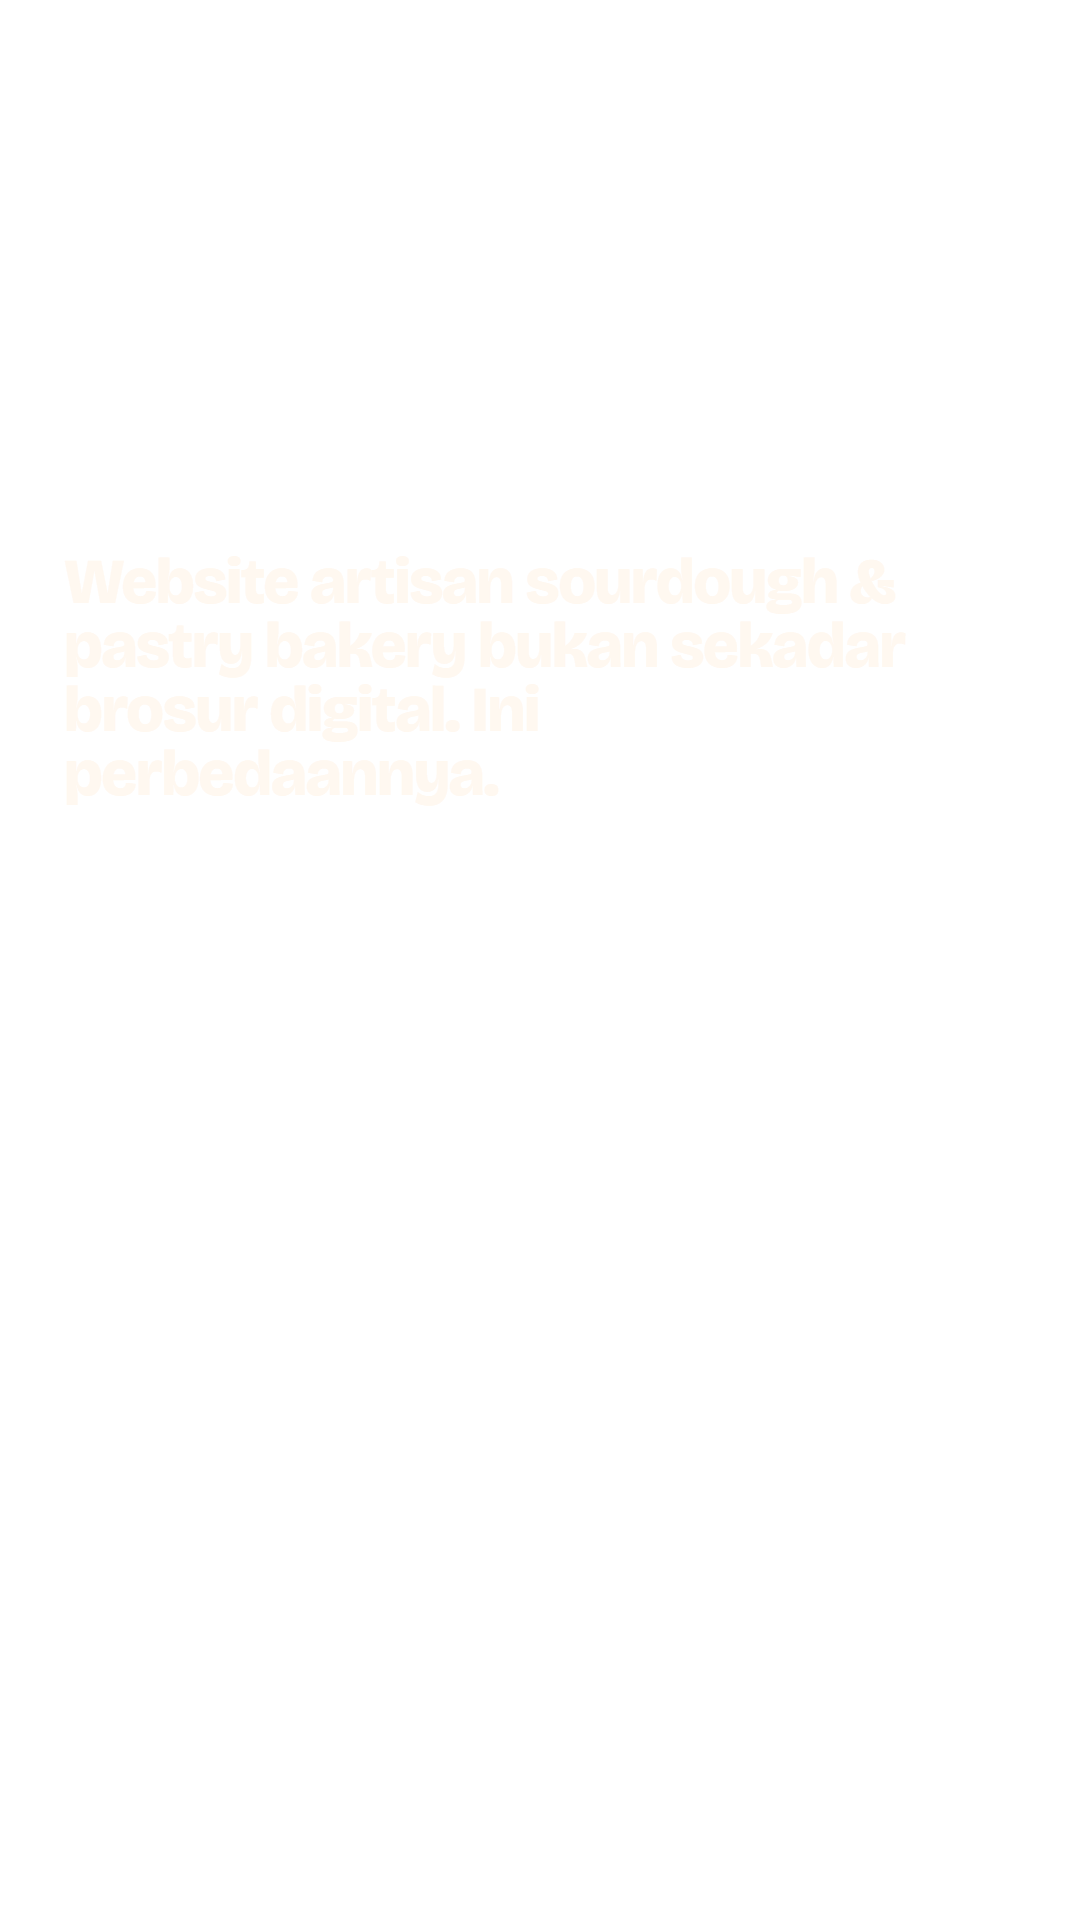 Website artisan sourdough &
pastry bakery bukan sekadar
brosur digital. Ini
perbedaannya.